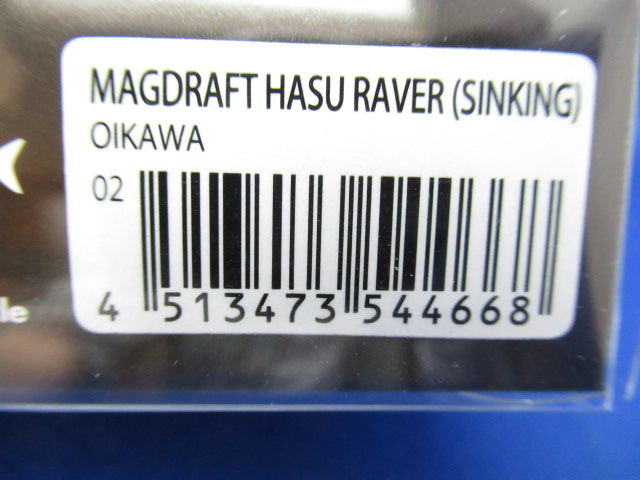 MAGDRAFT HASU RAVER (SINKING)
OIKAWA
02
4 513473 544668